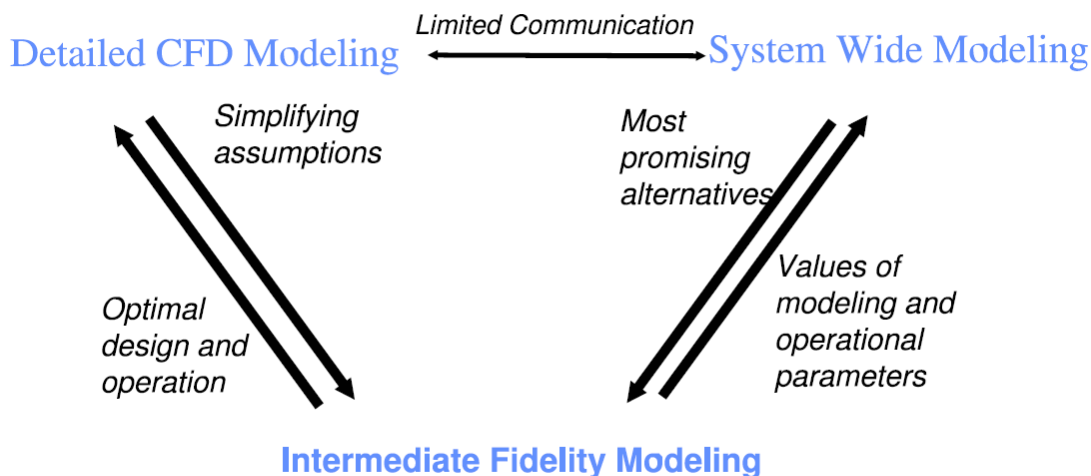 Limited Communication
Detailed CFD Modeling
System Wide Modeling
Simplifying
assumptions
Most
promising
alternatives
Optimal
design and
operation
Values of
modeling and
operational
parameters
Intermediate Fidelity Modeling